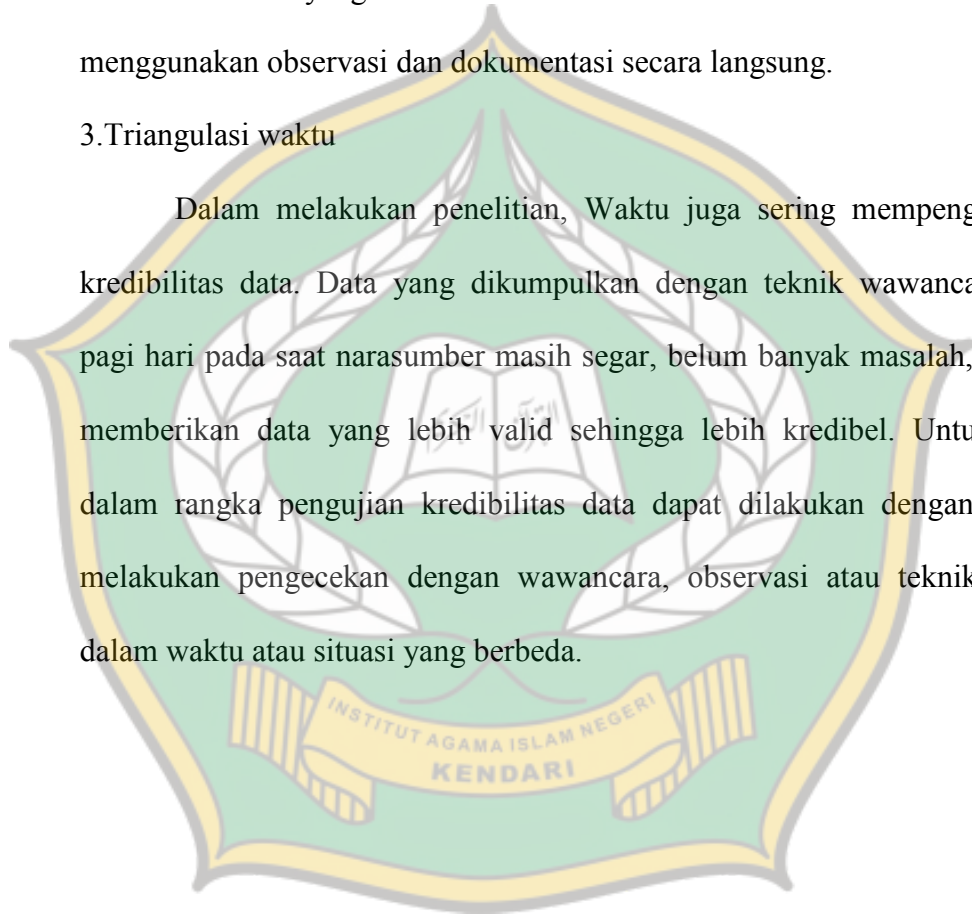 menggunakan observasi dan dokumentasi secara langsung.
3.Triangulasi waktu
Dalam melakukan penelitian, Waktu juga sering mempeng
kredibilitas data. Data yang dikumpulkan dengan teknik wawanca
pagi hari pada saat narasumber masih segar, belum banyak masalah,
memberikan data yang lebih valid sehingga lebih kredibel. Untu
القرآن الكريم
dalam rangka pengujian kredibilitas data dapat dilakukan dengan
melakukan pengecekan dengan wawancara, observasi atau teknik
dalam waktu atau situasi yang berbeda.
INSTITUT AGAMA ISLAM NEGERI
KENDARI